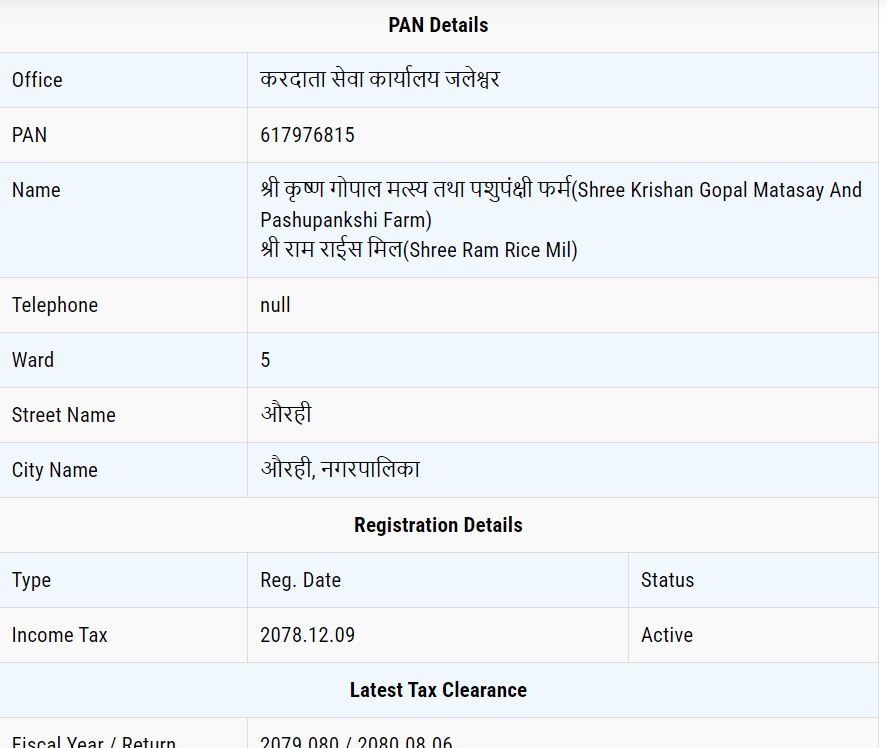 PAN Details
Office करदाता सेवा कार्यालय जलेश्वर
PAN 617976815
Name श्री कृष्ण गोपाल मत्स्य तथा पशुपंक्षी फर्म(Shree Krishan Gopal Matasay And
Pashupankshi Farm)
श्री राम राईस मिल(Shree Ram Rice Mil)
Telephone null
Ward 5
Street Name औरही
City Name औरही, नगरपालिका
Registration Details
Type Reg. Date Status
Income Tax 2078.12.09 Active
Latest Tax Clearance
Fiscal Year / Return 2079.080 / 2080.08.06